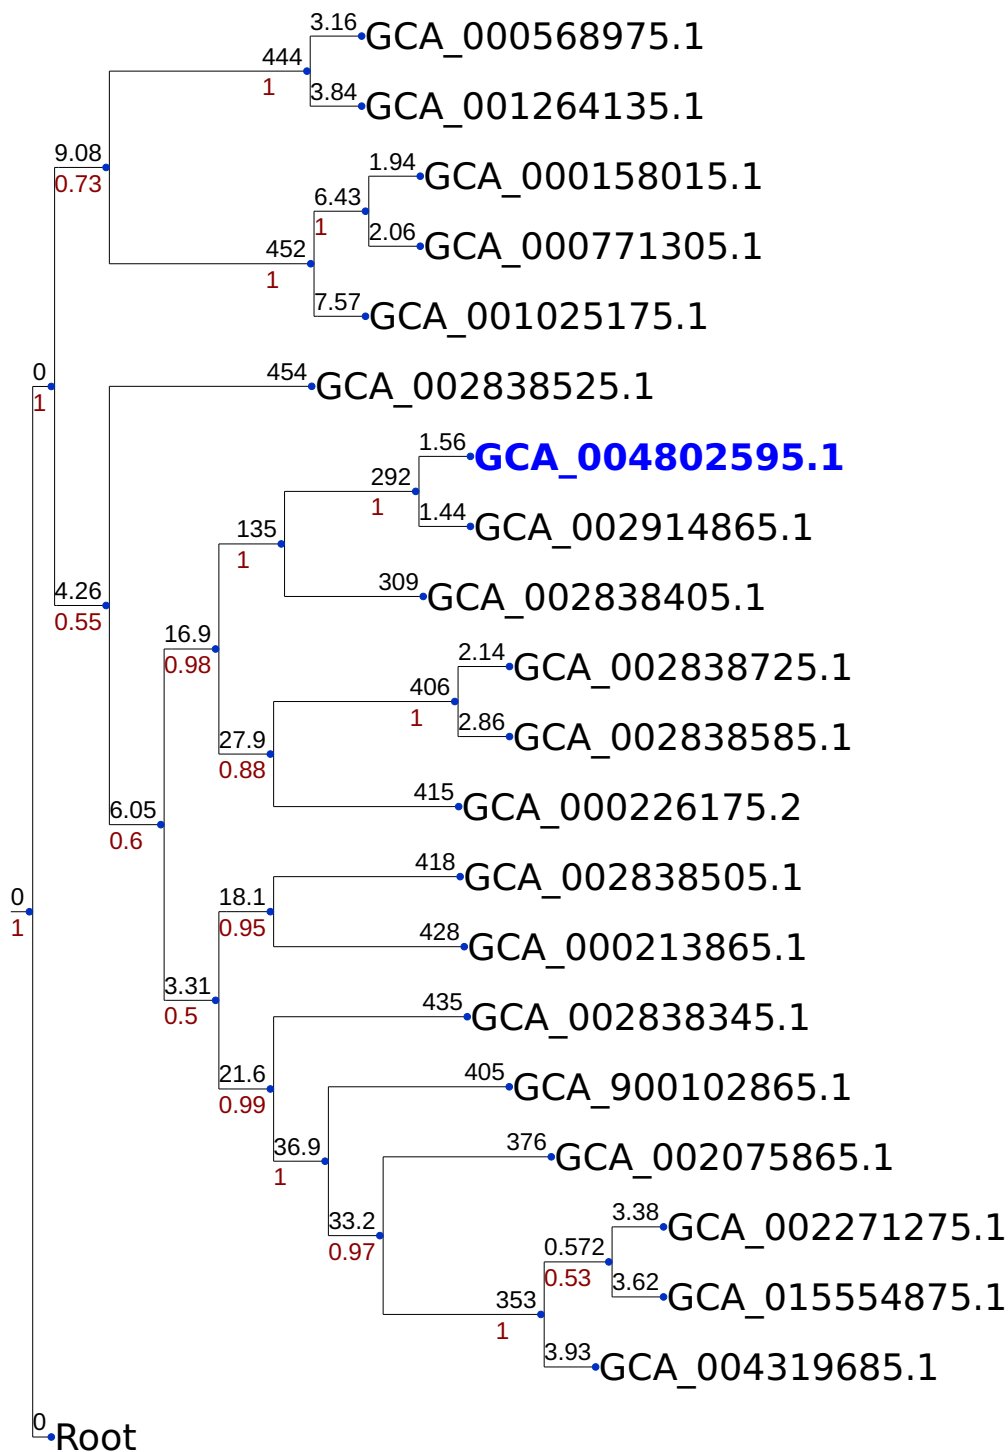 3.16
GCA_000568975.1
444
1
3.84
GCA_001264135.1
9.08
0.73
1.94
GCA_000158015.1
6.43
1
2.06
GCA_000771305.1
452
1
7.57
GCA_001025175.1
0
1
454
GCA_002838525.1
1.56
GCA_004802595.1
292
1
1.44
GCA_002914865.1
135
1
309
GCA_002838405.1
4.26
0.55
16.9
0.98
2.14
GCA_002838725.1
406
1
2.86
GCA_002838585.1
27.9
0.88
415
GCA_000226175.2
6.05
0.6
418
GCA_002838505.1
18.1
0.95
0
1
428
GCA_000213865.1
3.31
0.5
435
GCA_002838345.1
21.6
0.99
405
GCA_900102865.1
36.9
1
376
GCA_002075865.1
33.2
0.97
3.38
GCA_002271275.1
0.572
0.53
3.62
GCA_015554875.1
353
1
3.93
GCA_004319685.1
0
Root